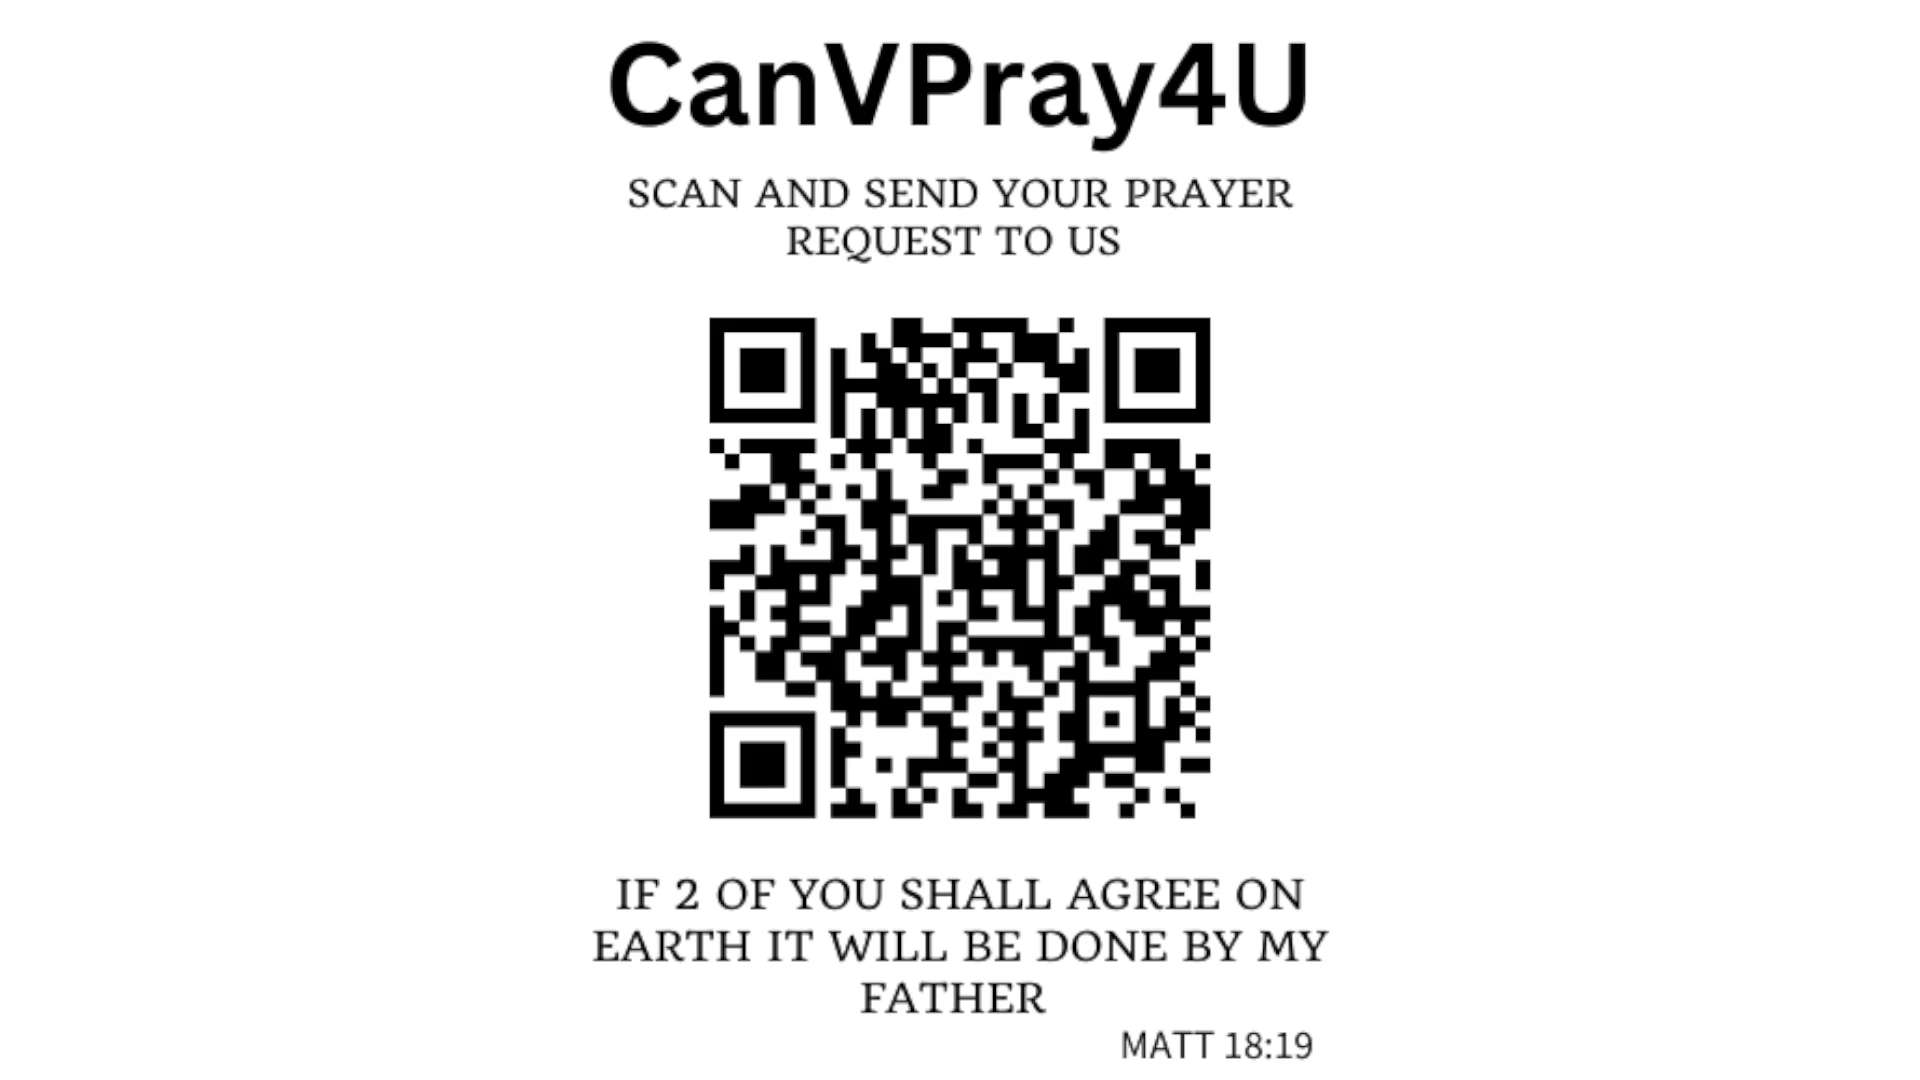 CanVPray4U
SCAN AND SEND YOUR PRAYER
REQUEST TO US
IF 2 OF YOU SHALL AGREE ON
EARTH IT WILL BE DONE BY MY
FATHER
MATT 18:19